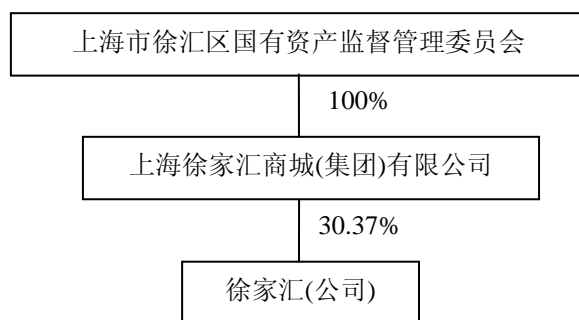 上海市徐汇区国有资产监督管理委员会
100%
上海徐家汇商城(集团)有限公司
30.37%
徐家汇(公司)